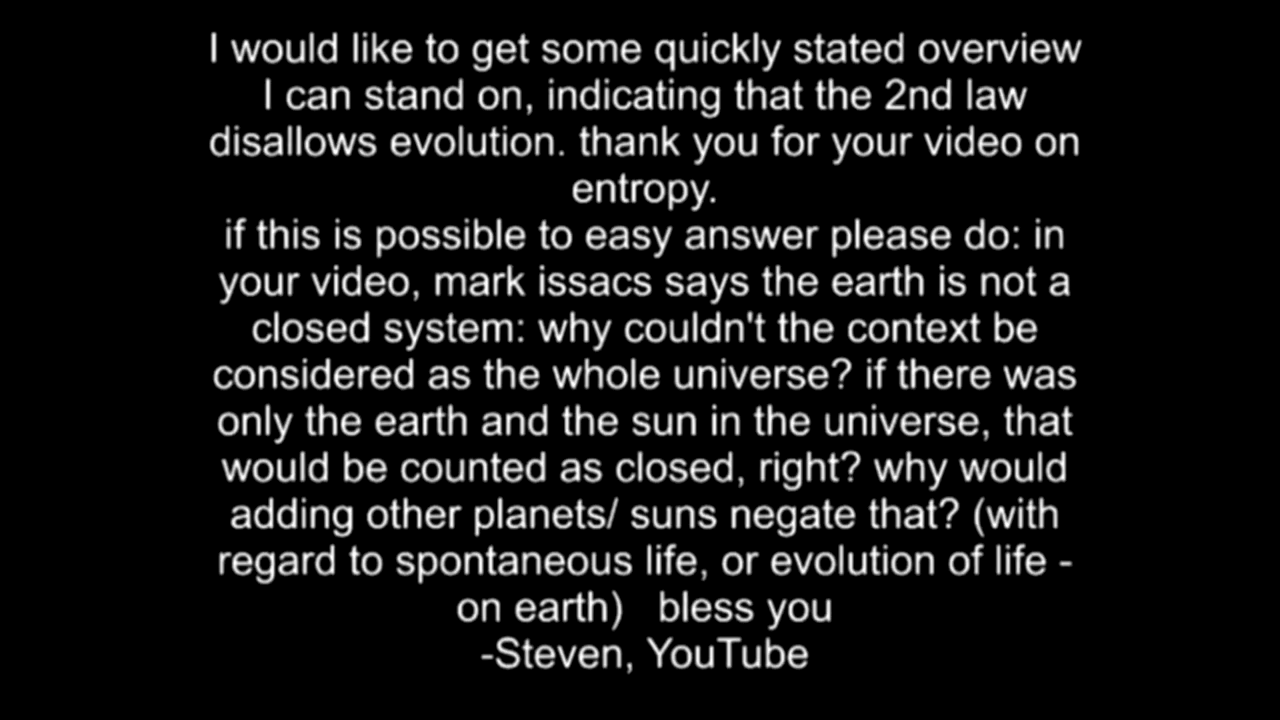 I would like to get some quickly stated overview
I can stand on, indicating that the 2nd law
disallows evolution. thank you for your video on
entropy.
if this is possible to easy answer please do: in
your video, mark issacs says the earth is not a
closed system: why couldn't the context be
considered as the whole universe? if there was
only the earth and the sun in the universe, that
would be counted as closed, right? why would
adding other planets/ suns negate that? (with
regard to spontaneous life, or evolution of life -
on earth)   bless you
-Steven, YouTube